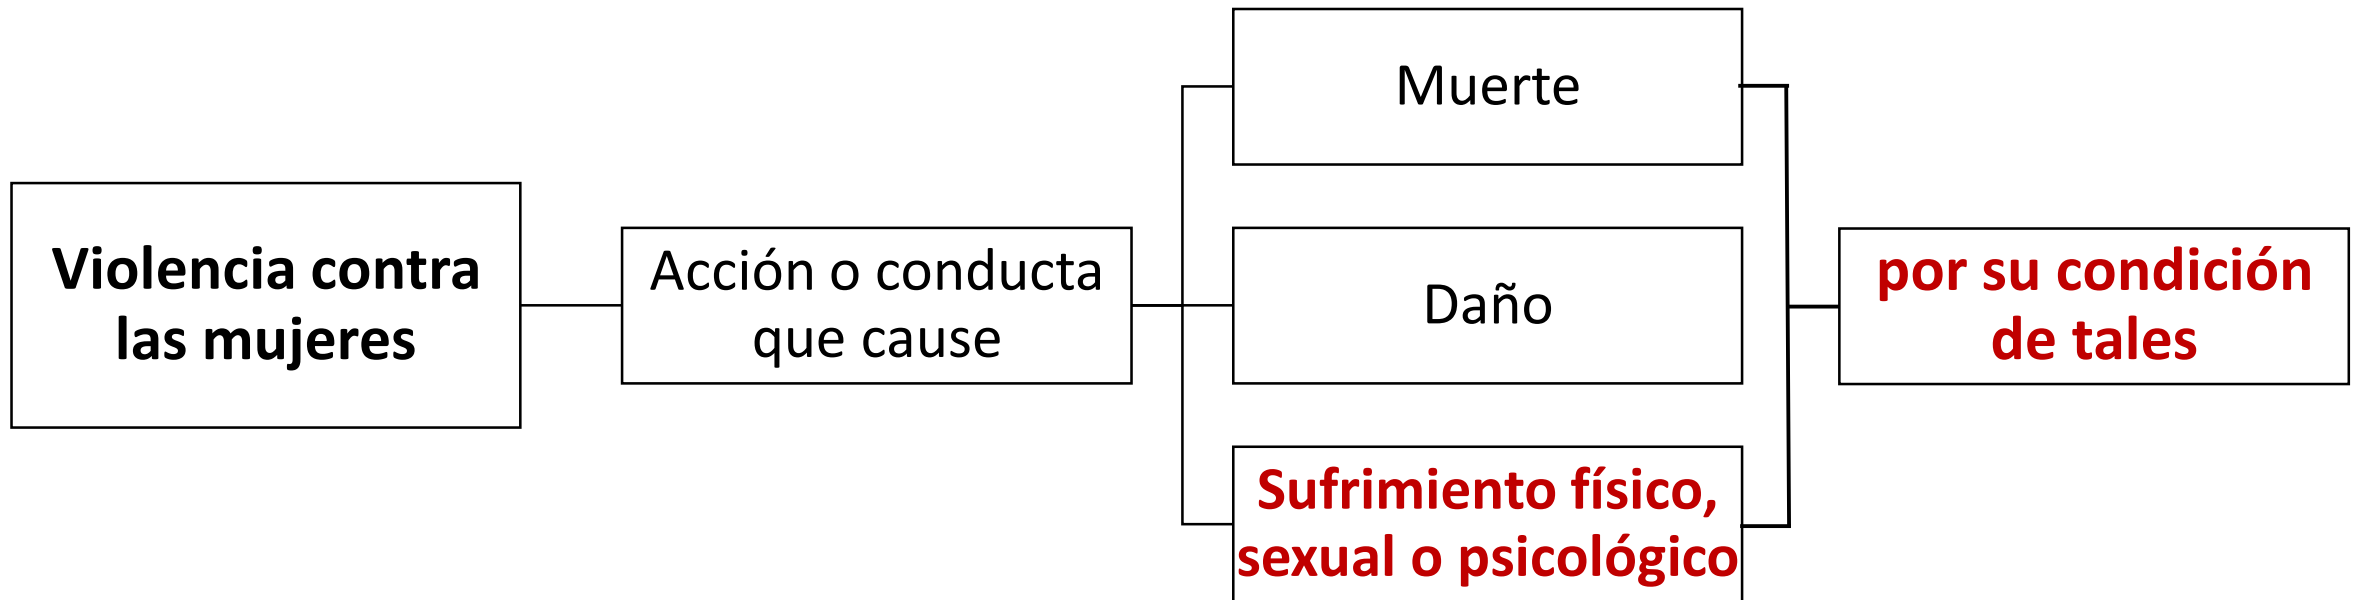 Violencia contra
las mujeres
Acción o conducta
que cause
Muerte
Daño
Sufrimiento físico,
sexual o psicológico
por su condición
de tales